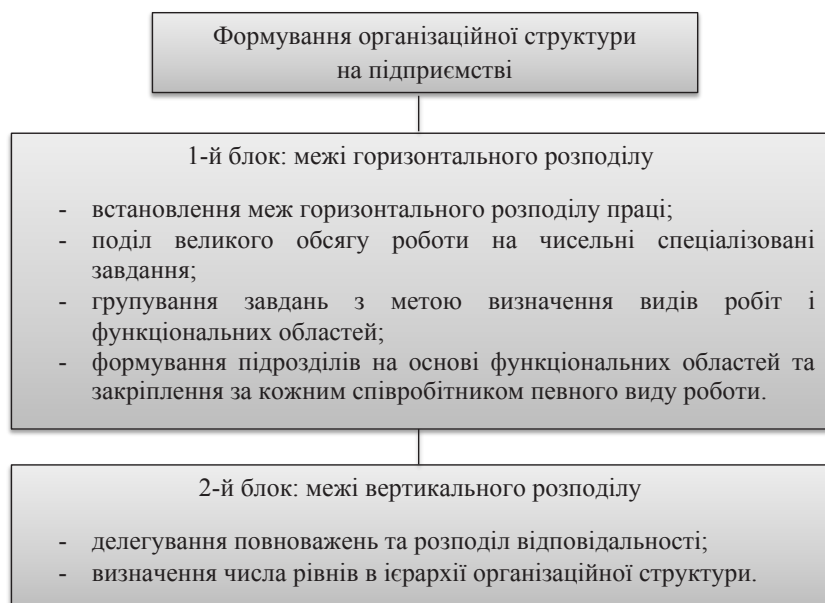 Формування організаційної структури
на підприємстві
1-й блок: межі горизонтального розподілу
- встановлення меж горизонтального розподілу праці;
- поділ великого обсягу роботи на чисельні спеціалізовані
завдання;
- групування завдань з метою визначення видів робіт і
функціональних областей;
- формування підрозділів на основі функціональних областей та
закріплення за кожним співробітником певного виду роботи.
2-й блок: межі вертикального розподілу
- делегування повноважень та розподіл відповідальності;
- визначення числа рівнів в ієрархії організаційної структури.